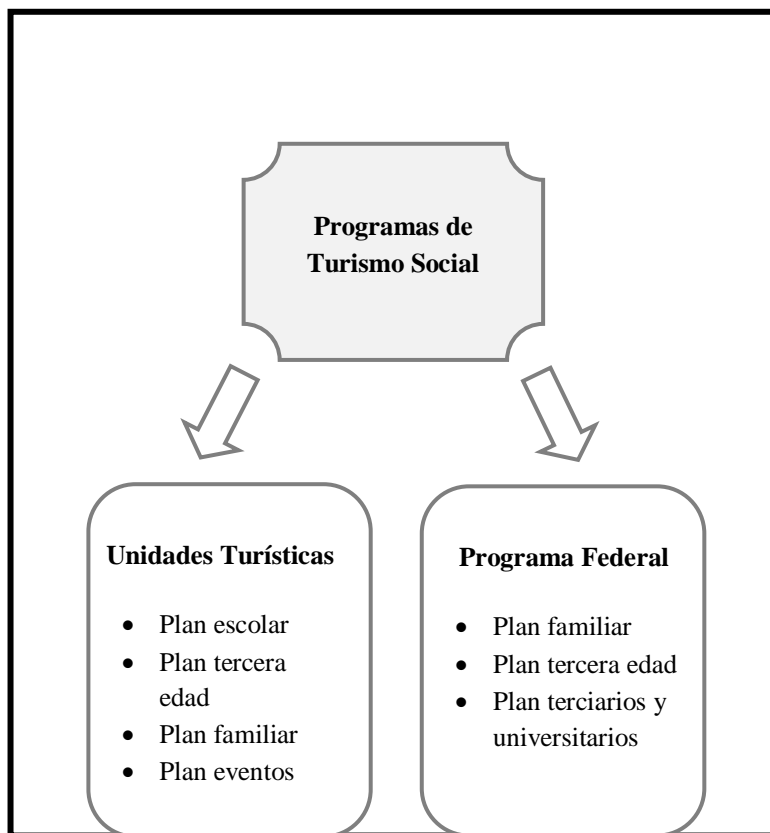 Programas de
Turismo Social
Unidades Turísticas
• Plan escolar
• Plan tercera
edad
• Plan familiar
• Plan eventos
Programa Federal
• Plan familiar
• Plan tercera edad
• Plan terciarios y
universitarios